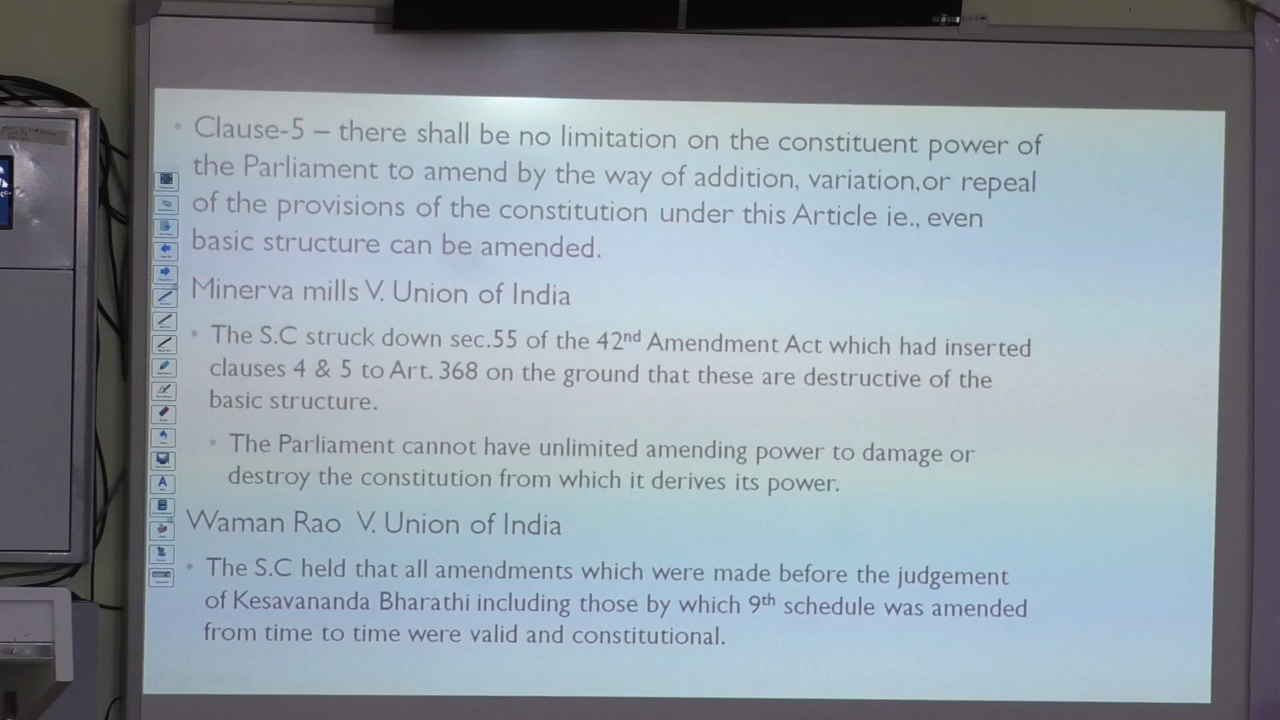 • Clause-5 – there shall be no limitation on the constituent power of
the Parliament to amend by the way of addition, variation,or repeal
of the provisions of the constitution under this Article ie., even
basic structure can be amended.
Minerva mills V. Union of India
• The S.C struck down sec.55 of the 42nd Amendment Act which had inserted
clauses 4 & 5 to Art. 368 on the ground that these are destructive of the
basic structure.
• The Parliament cannot have unlimited amending power to damage or
destroy the constitution from which it derives its power.
Waman Rao V. Union of India
• The S.C held that all amendments which were made before the judgement
of Kesavananda Bharathi including those by which 9th schedule was amended
from time to time were valid and constitutional.